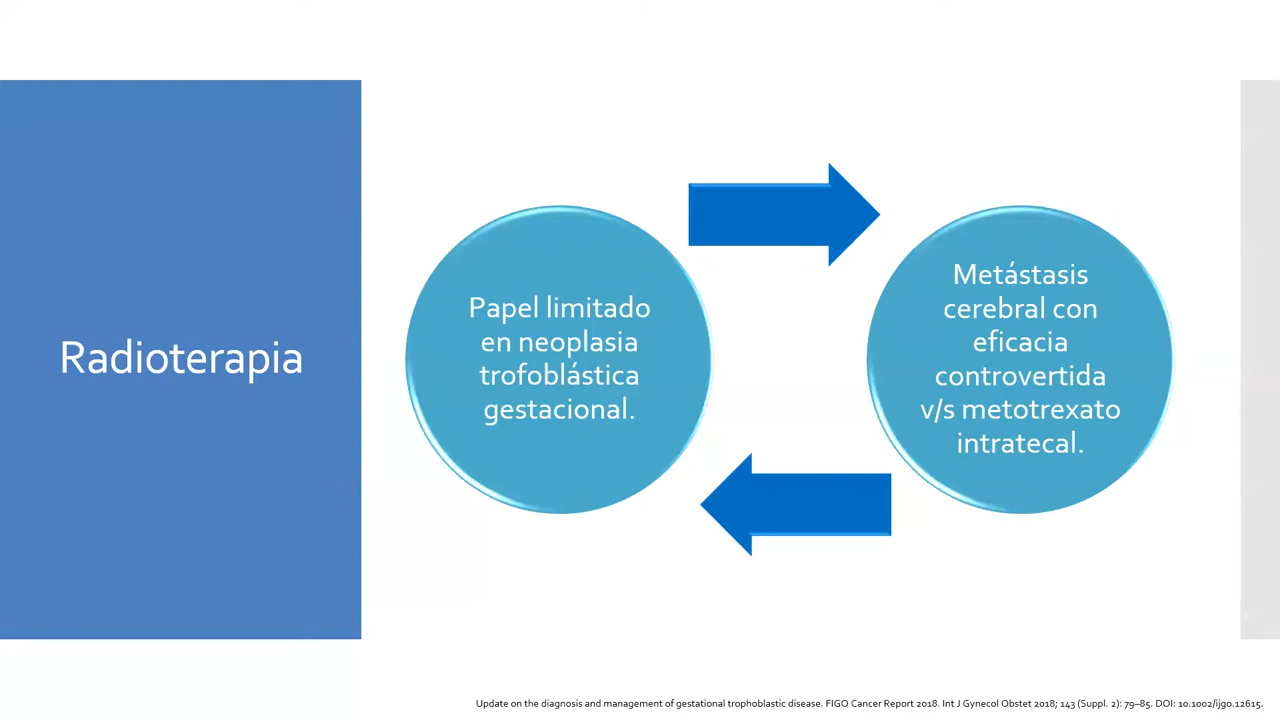 Radioterapia
Papel limitado
en neoplasia
trofoblástica
gestacional.
Metástasis
cerebral con
eficacia
controvertida
v/s metotrexato
intratecal.
Update on the diagnosis and management of gestational trophoblastic disease. FIGO Cancer Report 2018. Int J Gynecol Obstet 2018; 143 (Suppl. 2): 79–85. DOI: 10.1002/ijgo.12615.